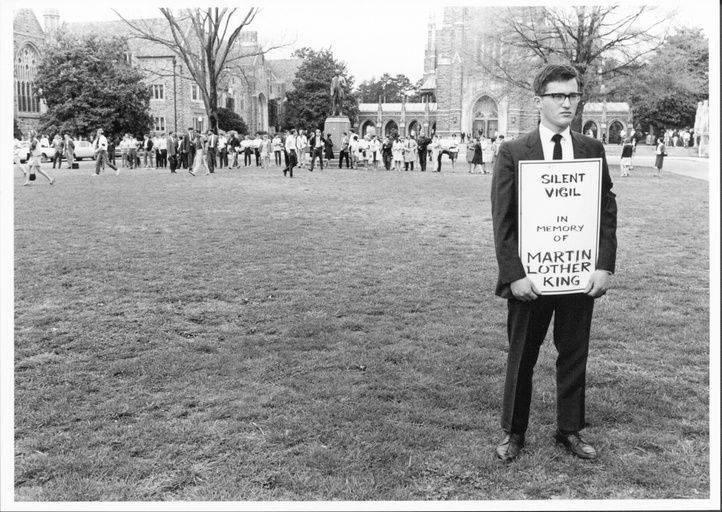 SILENT
VIGIL
IN
MEMORY
OF
MARTIN
LOTHER
KING